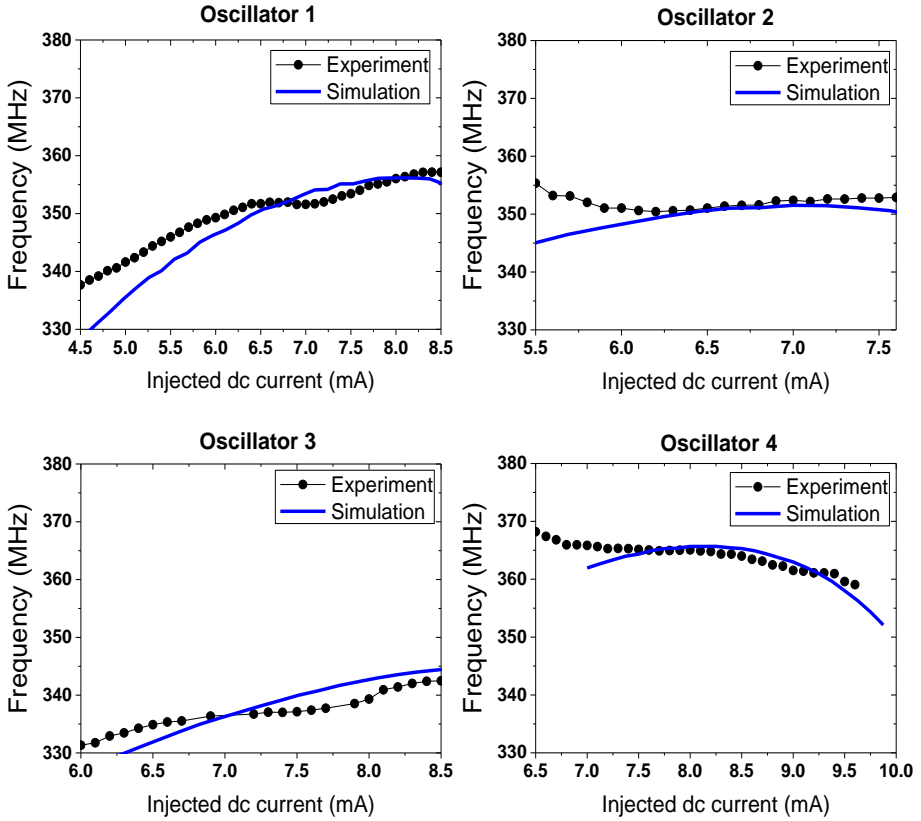 Oscillator 1
Frequency (MHz)
380
370
360
350
340
330
Experiment
Simulation
4.5 5.0 5.5 6.0 6.5 7.0 7.5 8.0 8.5
Injected dc current (mA)
Oscillator 2
Frequency (MHz)
380
370
360
350
340
330
Experiment
Simulation
5.5 6.0 6.5 7.0 7.5
Injected dc current (mA)
Oscillator 3
Frequency (MHz)
380
370
360
350
340
330
Experiment
Simulation
6.0 6.5 7.0 7.5 8.0 8.5
Injected dc current (mA)
Oscillator 4
Frequency (MHz)
380
370
360
350
340
330
Experiment
Simulation
6.5 7.0 7.5 8.0 8.5 9.0 9.5 10.0
Injected dc current (mA)